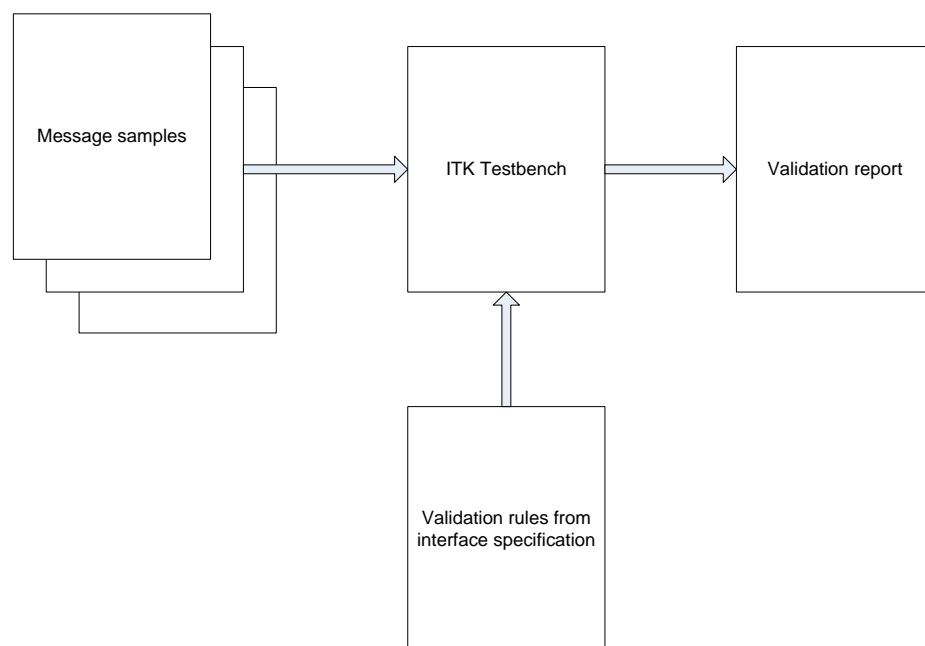 Message samples
ITK Testbench
Validation report
Validation rules from
interface specification